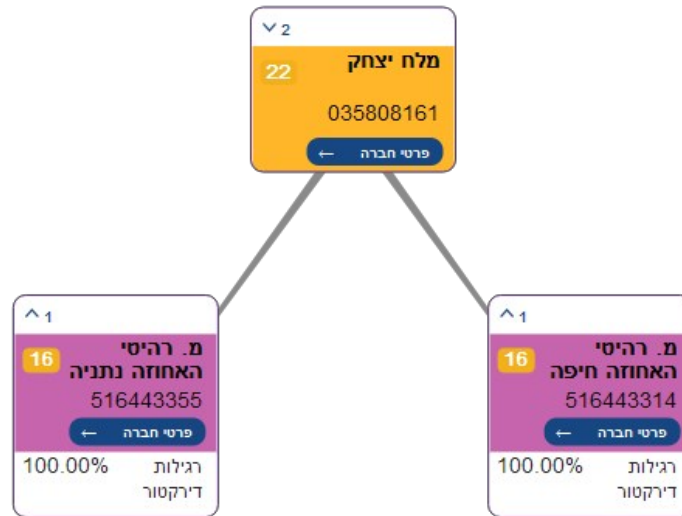 2
מלח יצחק
22
035808161
פרטי חברה ←
1
מ. רהיטי
האחוזה נתניה
16
516443355
פרטי חברה ←
רגילות 100.00%
דירקטור
1
מ. רהיטי
האחוזה חיפה
16
516443314
פרטי חברה ←
רגילות 100.00%
דירקטור